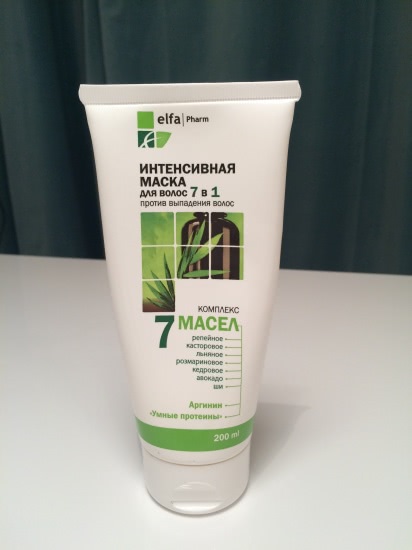 elfa | Pharm
ИНТЕНСИВНАЯ
МАСКА
для волос 7 в 1
против выпадения волос
КОМПЛЕКС
7 МАСЕЛ
репейное
касторовое
льняное
розмариновое
кедровое
авокадо
ши
Аргинин
«Умные протеины»
200 ml